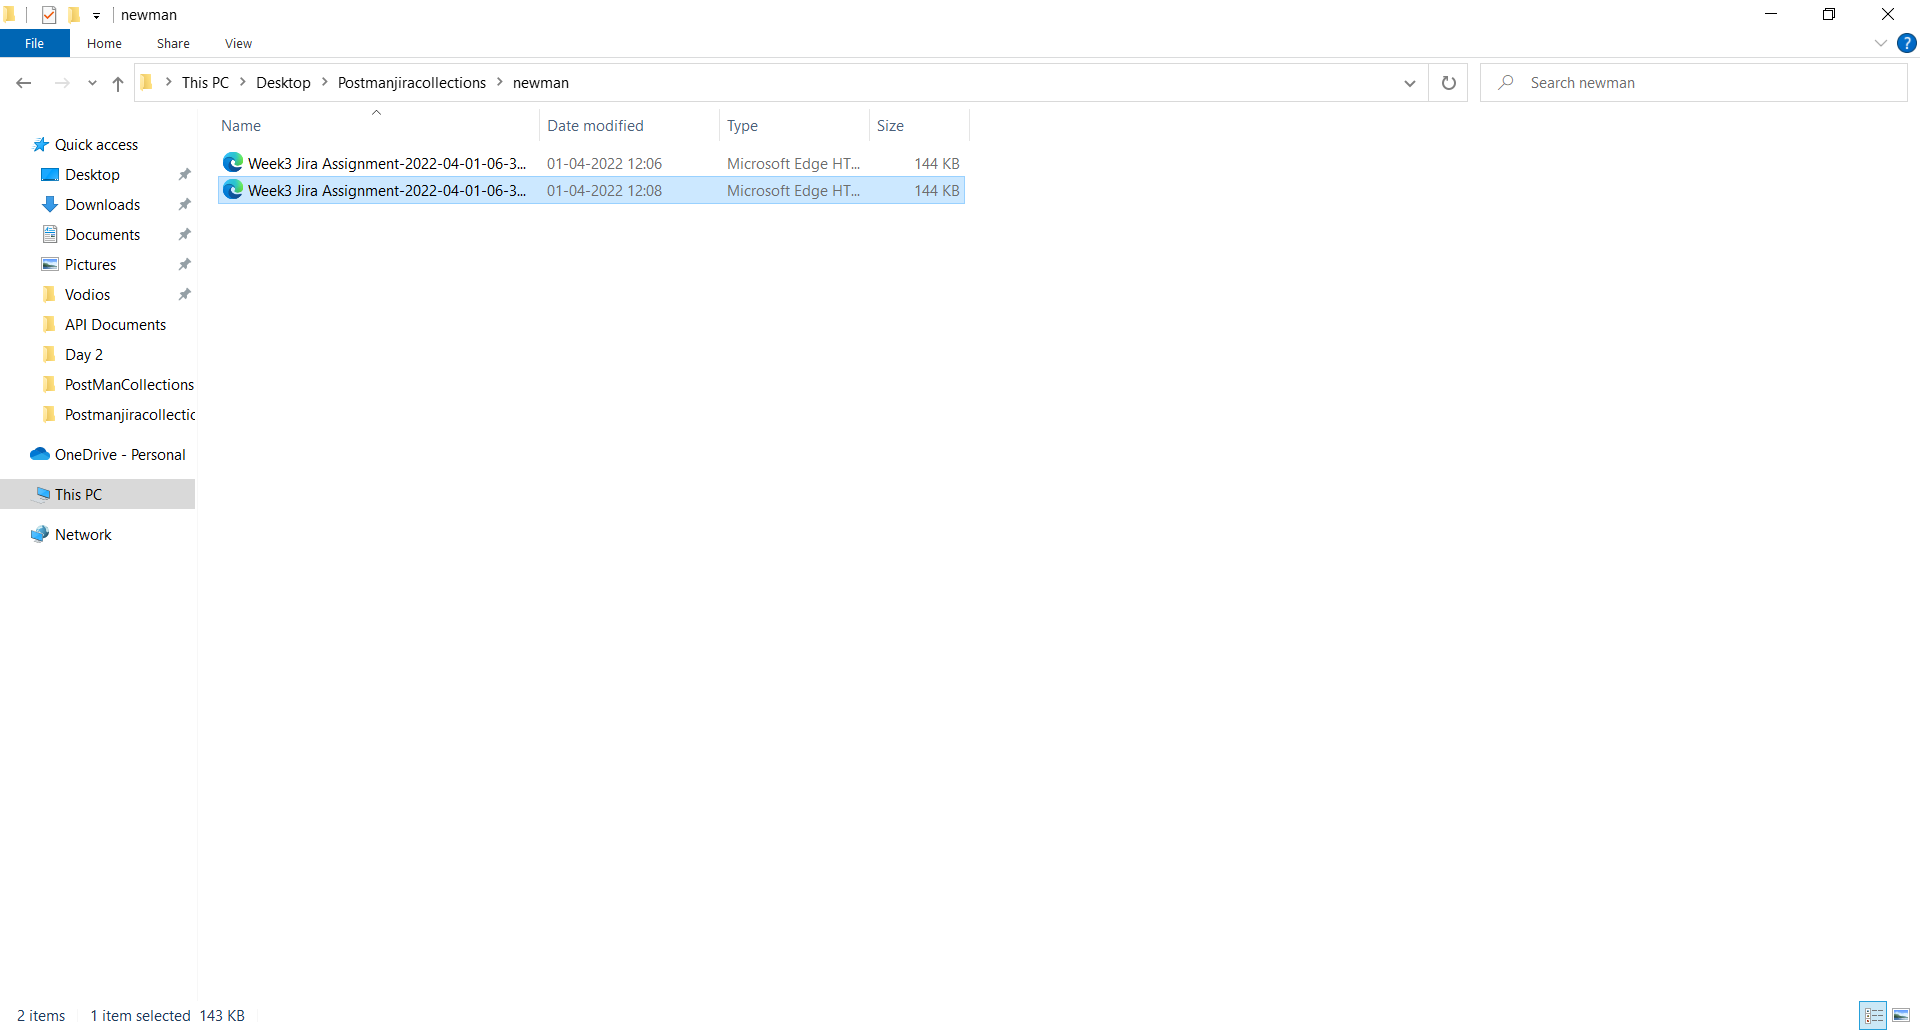 newman
File Home Share View
?
This PC Desktop Postmanjiracollections newman
Search newman
Name Date modified Type Size
Week3 Jira Assignment-2022-04-01-06-3... 01-04-2022 12:06 Microsoft Edge HT... 144 KB
Week3 Jira Assignment-2022-04-01-06-3... 01-04-2022 12:08 Microsoft Edge HT... 144 KB
Quick access
Desktop
Downloads
Documents
Pictures
Vodios
API Documents
Day 2
PostManCollections
Postmanjiracollectic
OneDrive - Personal
This PC
Network
2 items 1 item selected 143 KB